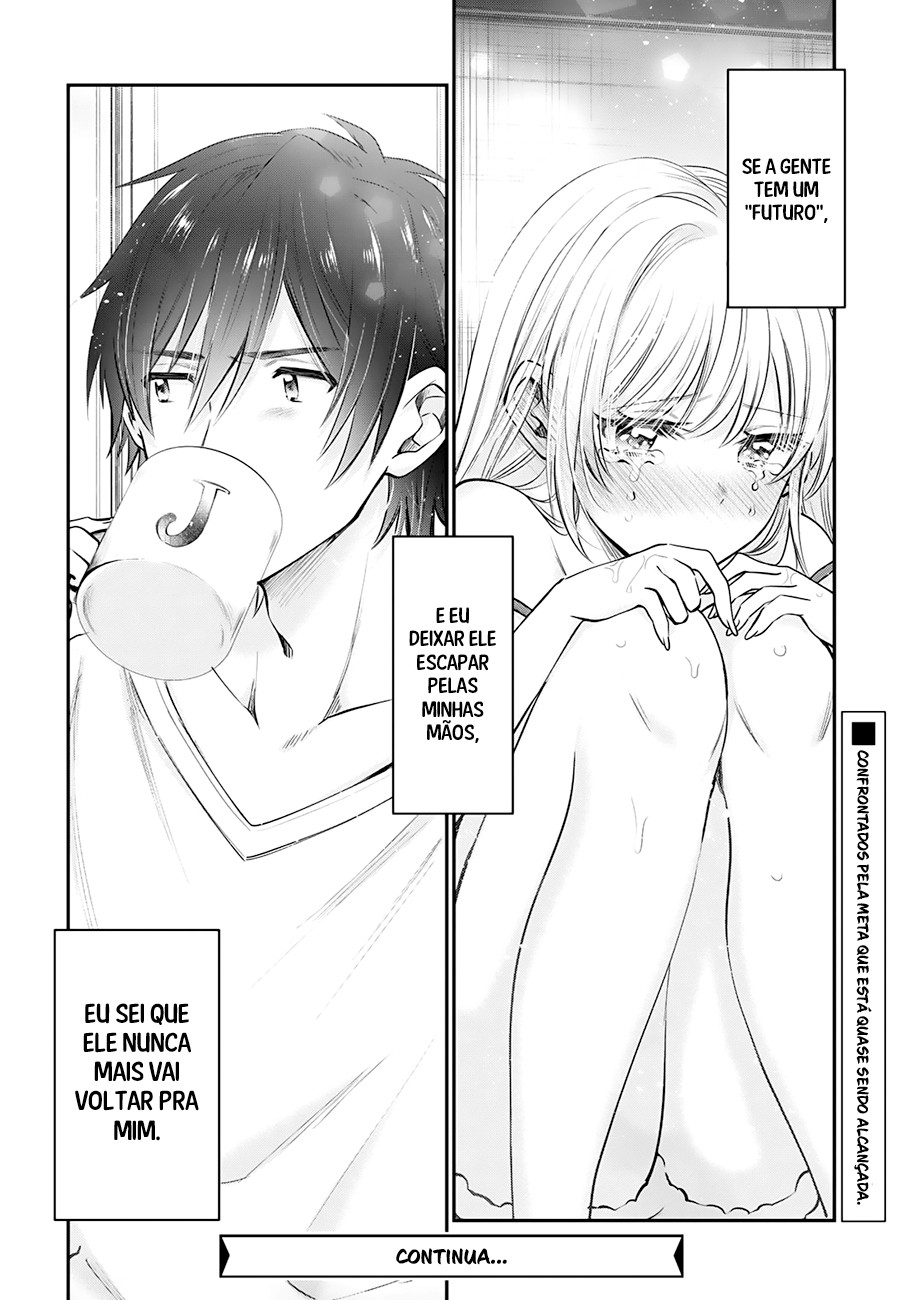 SE A GENTE
TEM UM
"FUTURO",
E EU
DEIXAR ELE
ESCAPAR
PELAS
MINHAS
MÃOS,
EU SEI QUE
ELE NUNCA
MAIS VAI
VOLTAR PRA
MIM.
J
CONFRONTADOS PELA META QUE ESTÁ QUASE SENDO ALCANÇADA.
CONTINUA...